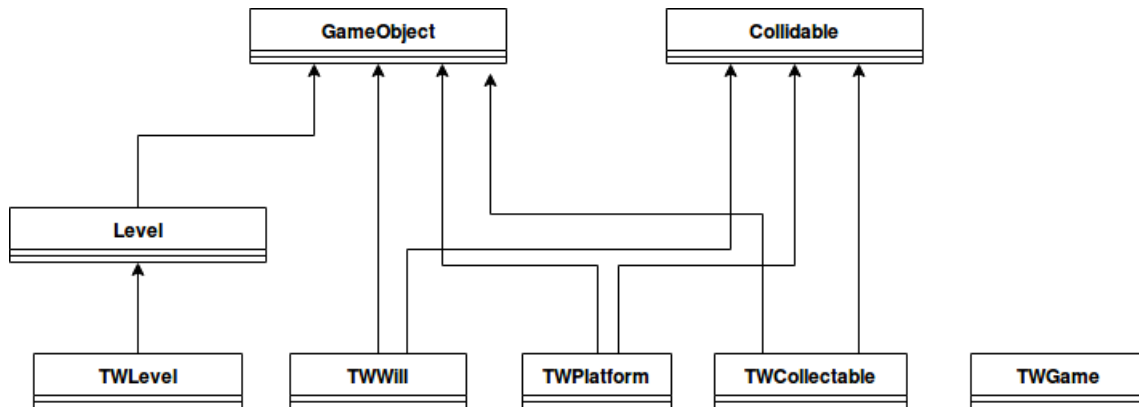 GameObject
Collidable
Level
TWLevel
TWWill
TWPlatform
TWCollectable
TWGame